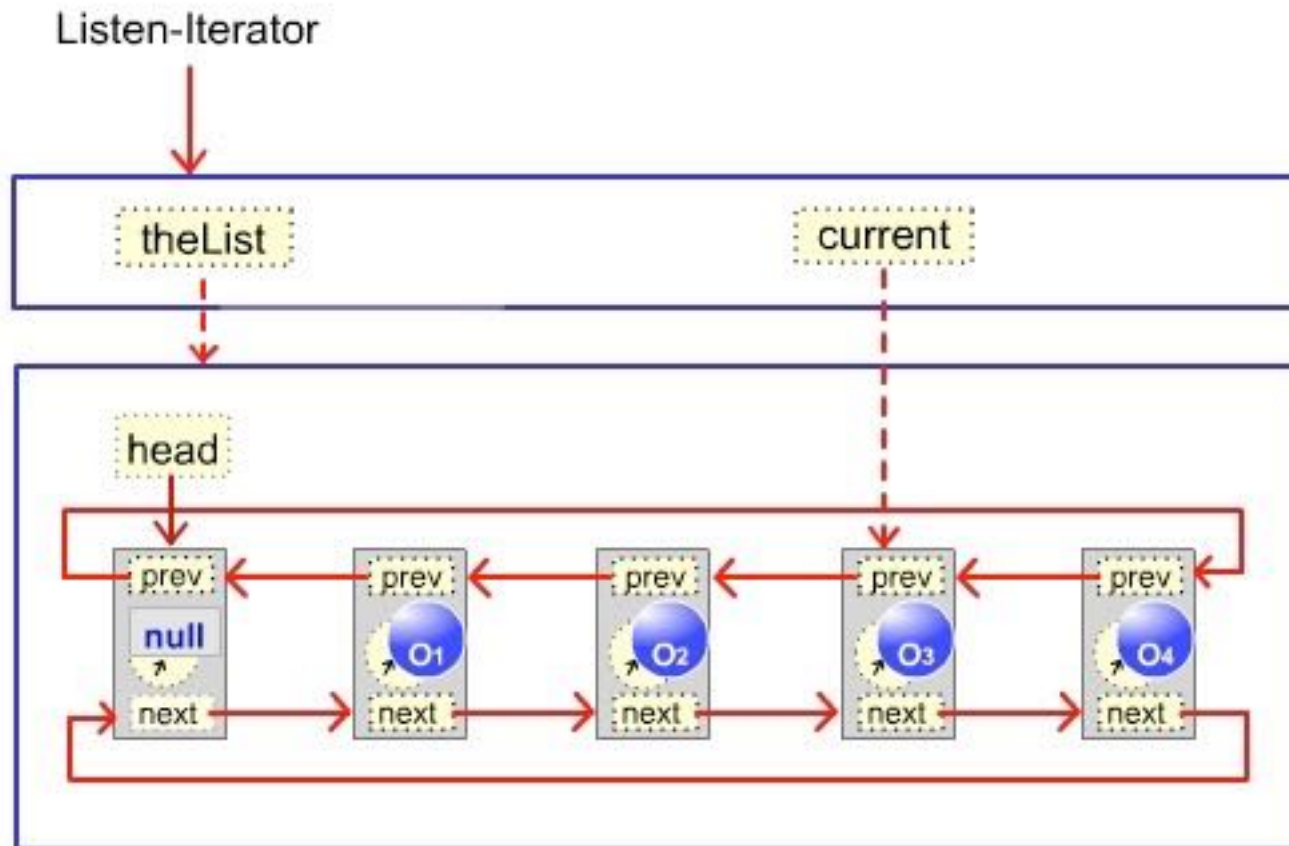 Listen-Iterator
theList current
head
prev prev prev prev prev
null O1 O2 O3 O4
next next next next next